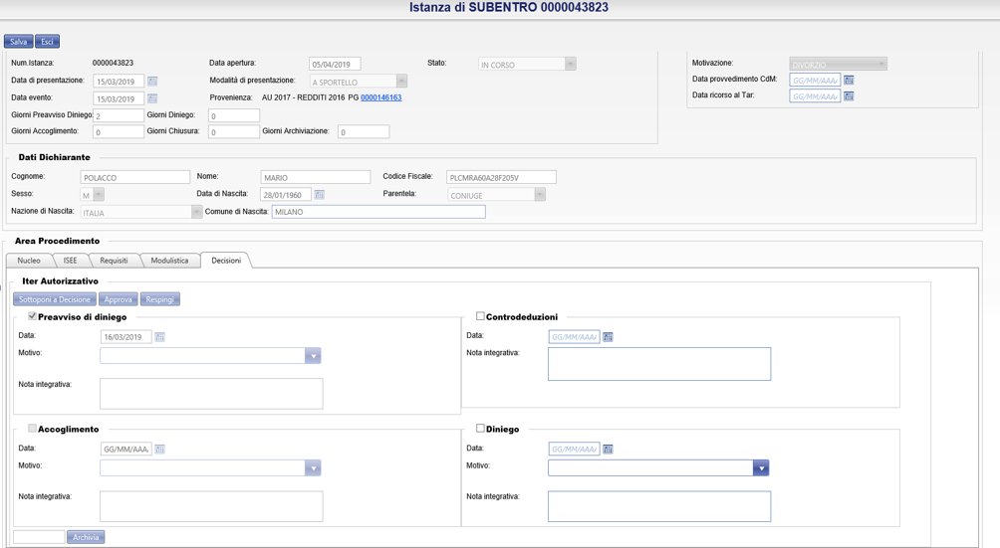 Istanza di SUBENTRO 0000043823
Salva Esci
Num.Istanza: 0000043823 Data apertura: 05/04/2019 Stato: IN CORSO Motivazione: DIVORZIO
Data di presentazione: 15/03/2019 Modalità di presentazione: A SPORTELLO Data provvedimento CdM: GG/MM/AAAA
Data evento: 15/03/2019 Provenienza: AU 2017 - REDDITI 2016 PG 0000146163 Data ricorso al Tar: GG/MM/AAAA
Giorni Preavviso Diniego: 2 Giorni Diniego: 0
Giorni Accoglimento: 0 Giorni Chiusura: 0 Giorni Archiviazione: 0
Dati Dichiarante
Cognome: POLACCO Nome: MARIO Codice Fiscale: PLCMRA60A28F205V
Sesso: M Data di Nascita: 28/01/1960 Parentela: CONIUGE
Nazione di Nascita: ITALIA Comune di Nascita: MILANO
Area Procedimento
Nucleo ISEE Requisiti Modulistica Decisioni
Iter Autorizzativo
Sottoponi a Decisione Approva Respingi
Preavviso di diniego Controdeduzioni
Data: 16/03/2019 Data: GG/MM/AAAA
Motivo: Nota integrativa:
Nota integrativa:
Accoglimento Diniego
Data: GG/MM/AAAA Data: GG/MM/AAAA
Motivo: Motivo:
Nota integrativa: Nota integrativa:
Archivia